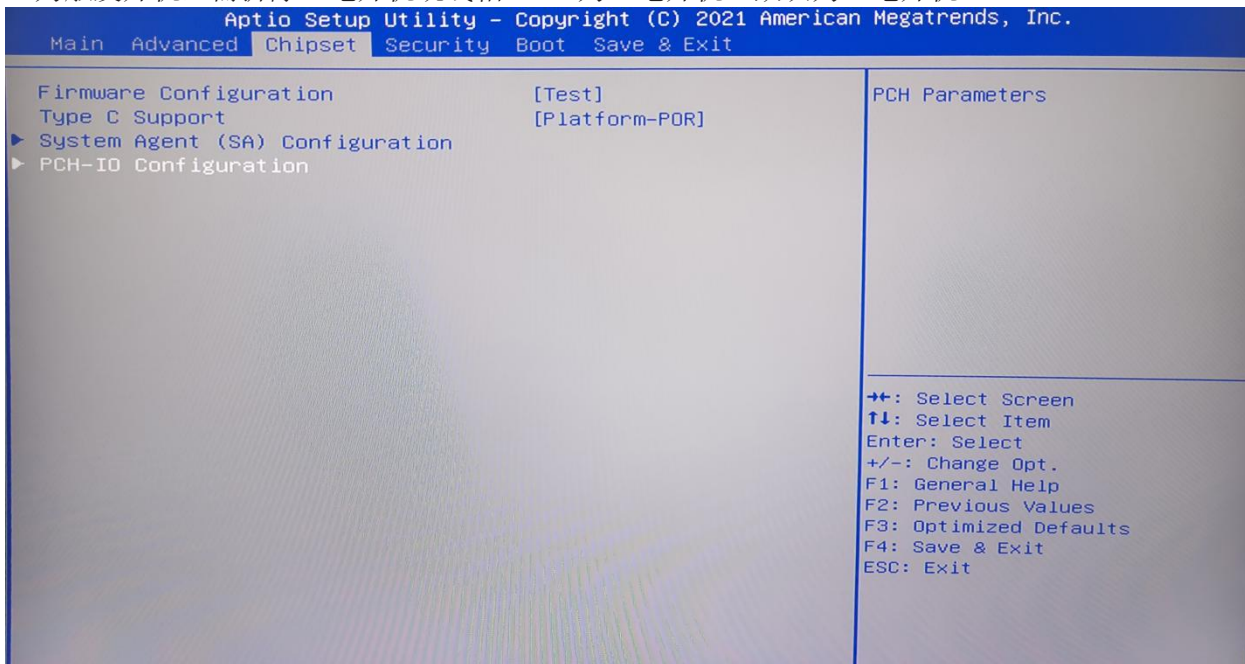 Aptio Setup Utility – Copyright (C) 2021 American Megatrends, Inc.
Main Advanced Chipset Security Boot Save & Exit
Firmware Configuration [Test]
Type C Support [Platform-POR]
System Agent (SA) Configuration
PCH-IO Configuration
PCH Parameters
→←: Select Screen
↑↓: Select Item
Enter: Select
+/-: Change Opt.
F1: General Help
F2: Previous Values
F3: Optimized Defaults
F4: Save & Exit
ESC: Exit